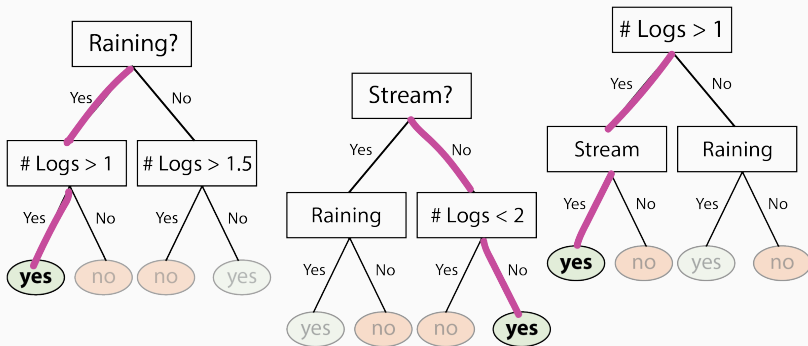 Raining?
Yes
No
# Logs > 1
# Logs > 1.5
Yes
No
Yes
No
yes
no
no
yes
Stream?
Yes
No
Raining
# Logs < 2
Yes
No
Yes
No
yes
no
no
yes
# Logs > 1
Yes
No
Stream
Raining
Yes
No
Yes
No
yes
no
yes
no